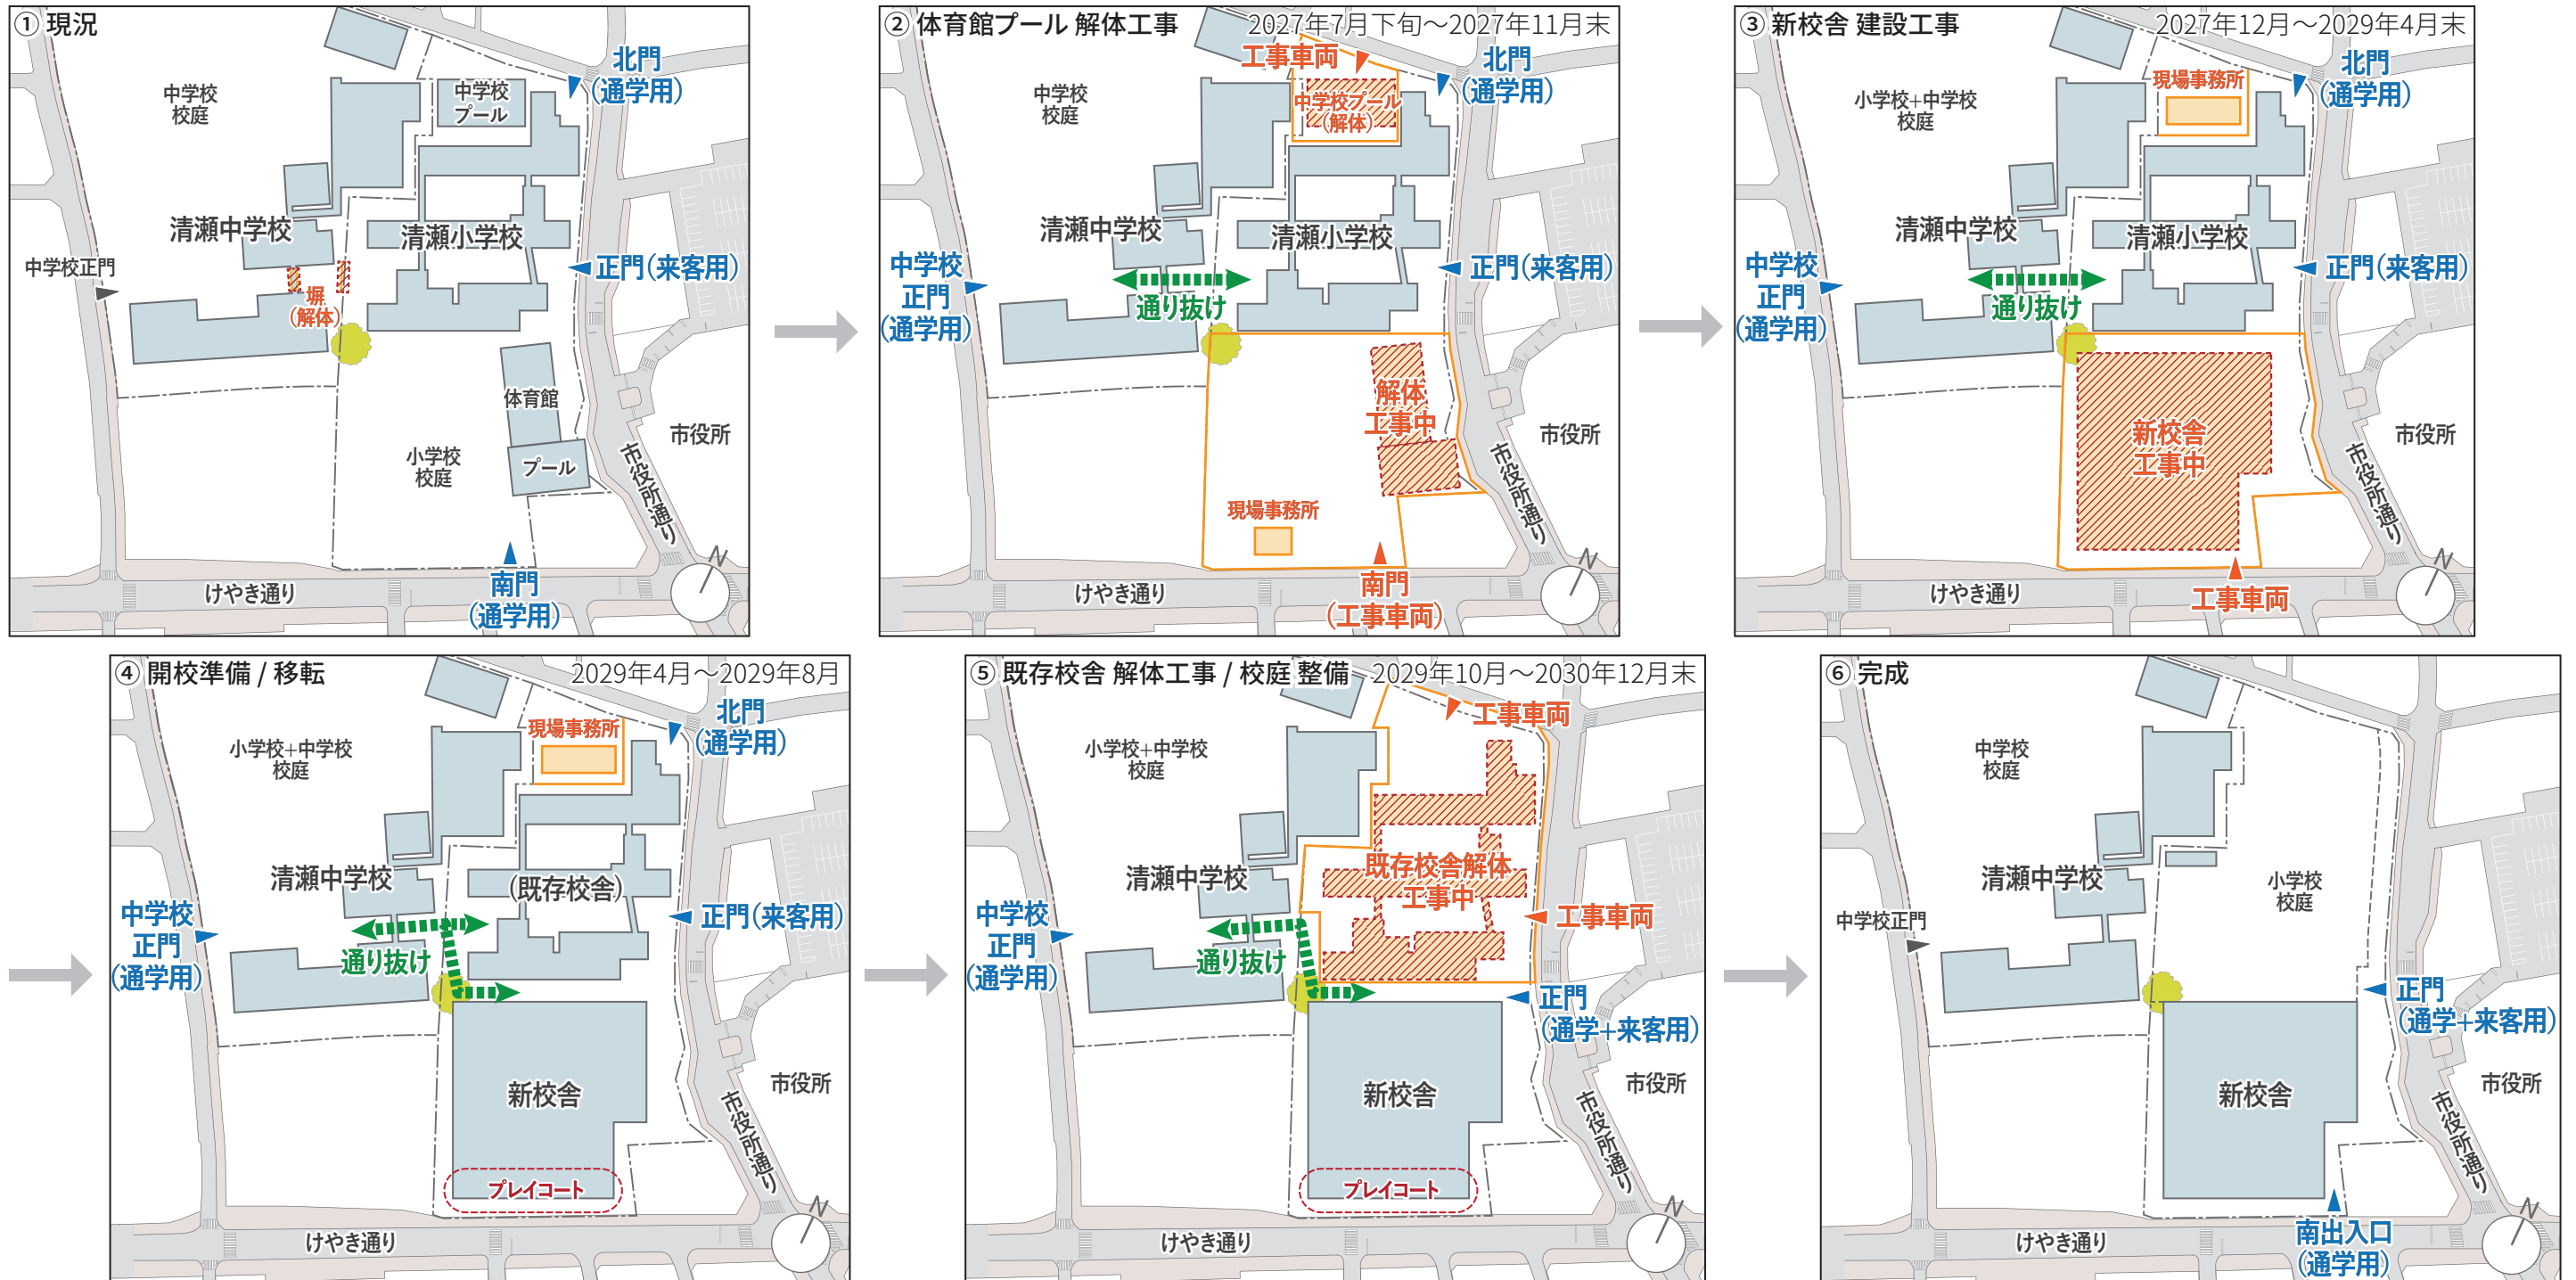 ① 現況
北門
(通学用)
中学校
校庭
中学校
プール
清瀬中学校
清瀬小学校
中学校正門
正門(来客用)
塀
(解体)
体育館
小学校
校庭
プール
市役所
市役所通り
けやき通り
南門
(通学用)
N
② 体育館プール 解体工事 2027年7月下旬～2027年11月末
工事車両
北門
(通学用)
中学校
校庭
中学校プール
(解体)
清瀬中学校
清瀬小学校
中学校
正門
(通学用)
正門(来客用)
通り抜け
解体
工事中
市役所
現場事務所
市役所通り
けやき通り
南門
(工事車両)
N
③ 新校舎 建設工事 2027年12月～2029年4月末
北門
(通学用)
現場事務所
小学校+中学校
校庭
清瀬中学校
清瀬小学校
中学校
正門
(通学用)
正門(来客用)
通り抜け
新校舎
工事中
市役所
市役所通り
けやき通り
工事車両
N
④ 開校準備 / 移転 2029年4月～2029年8月
北門
(通学用)
現場事務所
小学校+中学校
校庭
清瀬中学校
(既存校舎)
中学校
正門
(通学用)
正門(来客用)
通り抜け
新校舎
市役所
市役所通り
プレイコート
けやき通り
N
⑤ 既存校舎 解体工事 / 校庭 整備 2029年10月～2030年12月末
工事車両
小学校+中学校
校庭
清瀬中学校
既存校舎解体
工事中
中学校
正門
(通学用)
工事車両
通り抜け
正門
(通学+来客用)
新校舎
市役所
市役所通り
プレイコート
けやき通り
N
⑥ 完成
中学校
校庭
清瀬中学校
小学校
校庭
中学校正門
正門
(通学+来客用)
新校舎
市役所
市役所通り
けやき通り
南出入口
(通学用)
N